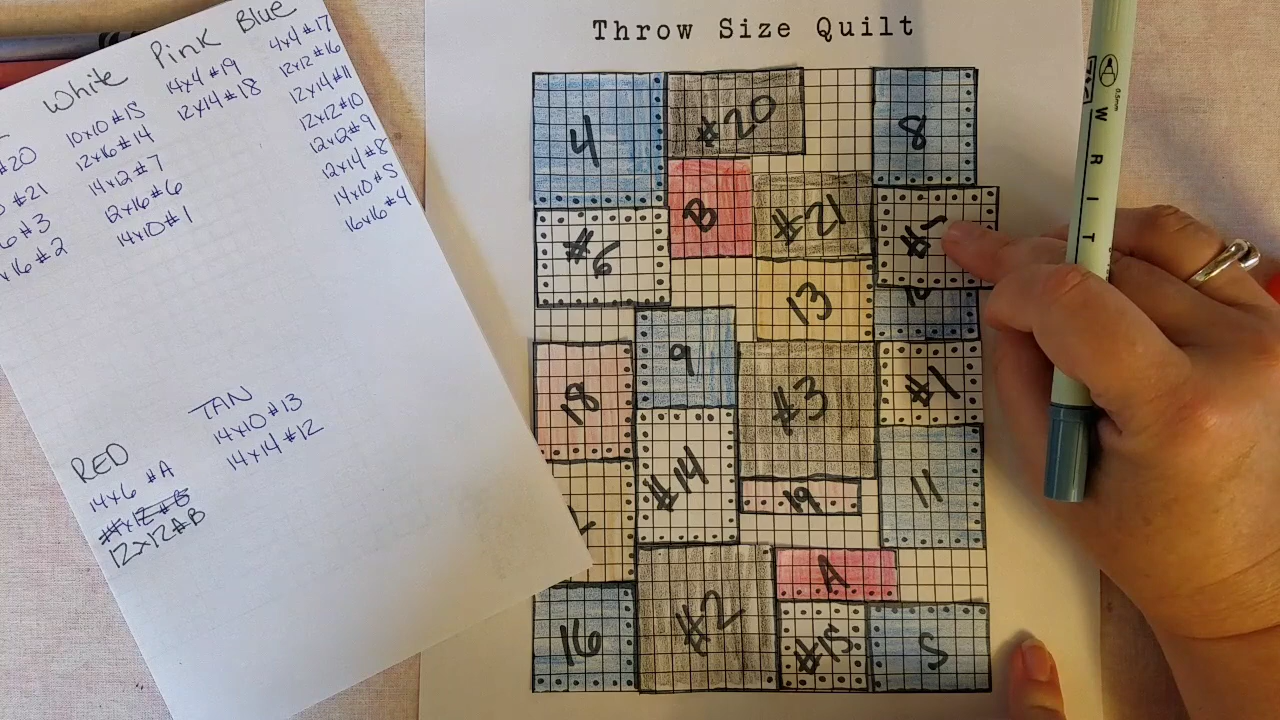 Throw Size Quilt
White Pink Blue
#20
#21
#3
16 #2
10x10 #15
12x16 #14
14x12 #7
12x16 #6
14x10 #1
14x4 #19
12x14 #18
4x4 #17
12x12 #16
12x14 #11
12x12 #10
12x12 #9
12x14 #8
14x10 #5
16x16 #4
TAN
14x10 #13
14x14 #12
RED
14x6 #A
12x12 #B
4
#20
8
B
#21
#6
13
9
18
#3
#1
#14
19
11
A
16
#2
#15
5
WRIT
0.5mm